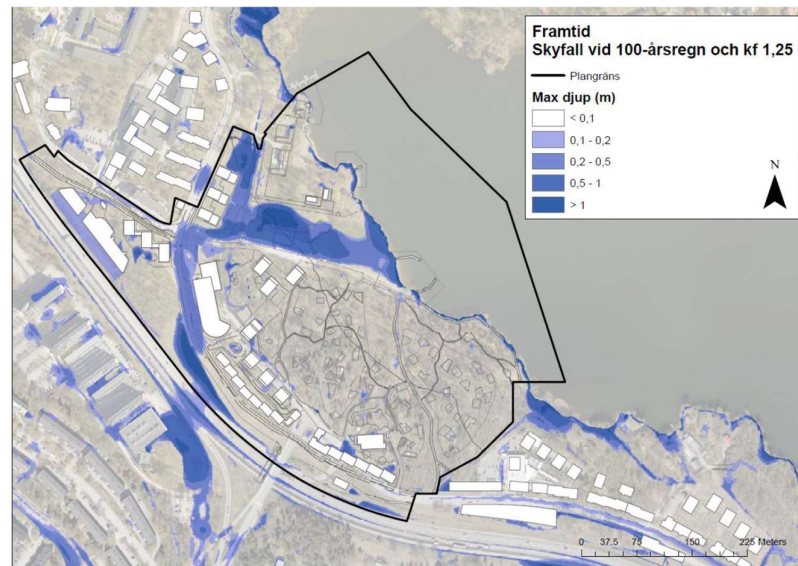 Framtid
Skyfall vid 100-årsregn och kf 1,25
Plangräns
Max djup (m)
< 0,1
0,1 - 0,2
0,2 - 0,5
0,5 - 1
> 1
N
0 37.5 75 150 225 Meters